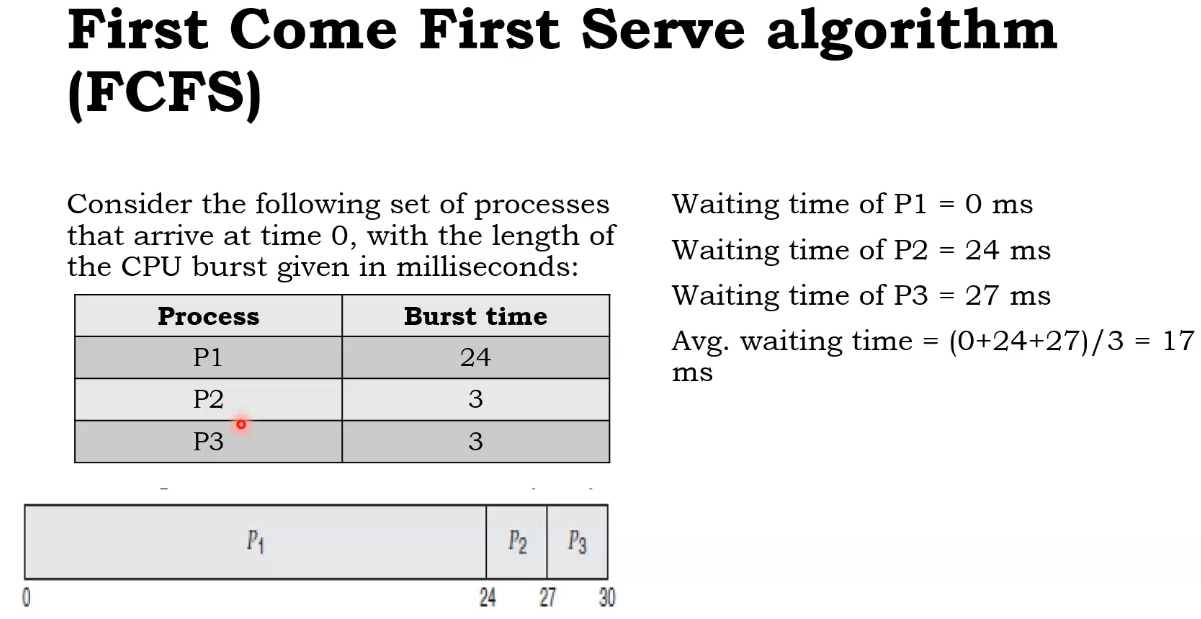 First Come First Serve algorithm
(FCFS)
Consider the following set of processes
that arrive at time 0, with the length of
the CPU burst given in milliseconds:
Process Burst time
P1 24
P2 3
P3 3
Waiting time of P1 = 0 ms
Waiting time of P2 = 24 ms
Waiting time of P3 = 27 ms
Avg. waiting time = (0+24+27)/3 = 17
ms
P1 P2 P3
0 24 27 30